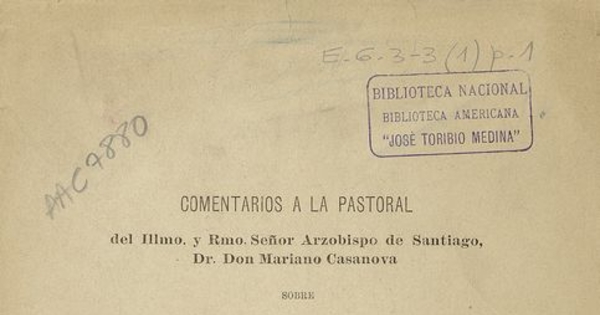 E-6-3-3(1) p.1
BIBLIOTECA NACIONAL
BIBLIOTECA AMERICANA
"JOSÈ TORIBIO MEDINA"
AAC7880
COMENTARIOS A LA PASTORAL
del Illmo. y Rmo. Señor Arzobispo de Santiago,
Dr. Don Mariano Casanova
SOBRE